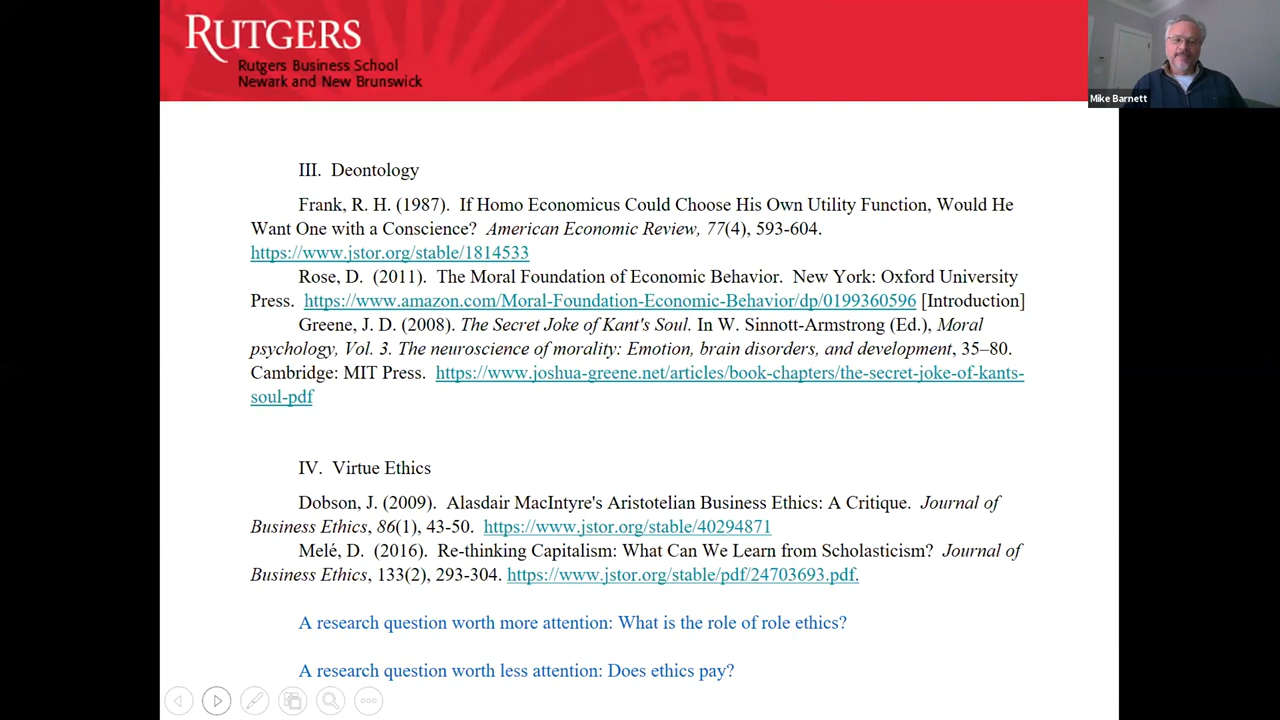 RUTGERS
Rutgers Business School
Newark and New Brunswick
Mike Barnett
III. Deontology
Frank, R. H. (1987). If Homo Economicus Could Choose His Own Utility Function, Would He
Want One with a Conscience? American Economic Review, 77(4), 593-604.
https://www.jstor.org/stable/1814533
Rose, D. (2011). The Moral Foundation of Economic Behavior. New York: Oxford University
Press. https://www.amazon.com/Moral-Foundation-Economic-Behavior/dp/0199360596 [Introduction]
Greene, J. D. (2008). The Secret Joke of Kant's Soul. In W. Sinnott-Armstrong (Ed.), Moral
psychology, Vol. 3. The neuroscience of morality: Emotion, brain disorders, and development, 35–80.
Cambridge: MIT Press. https://www.joshua-greene.net/articles/book-chapters/the-secret-joke-of-kants-
soul-pdf
IV. Virtue Ethics
Dobson, J. (2009). Alasdair MacIntyre's Aristotelian Business Ethics: A Critique. Journal of
Business Ethics, 86(1), 43-50. https://www.jstor.org/stable/40294871
Melé, D. (2016). Re-thinking Capitalism: What Can We Learn from Scholasticism? Journal of
Business Ethics, 133(2), 293-304. https://www.jstor.org/stable/pdf/24703693.pdf.
A research question worth more attention: What is the role of role ethics?
A research question worth less attention: Does ethics pay?